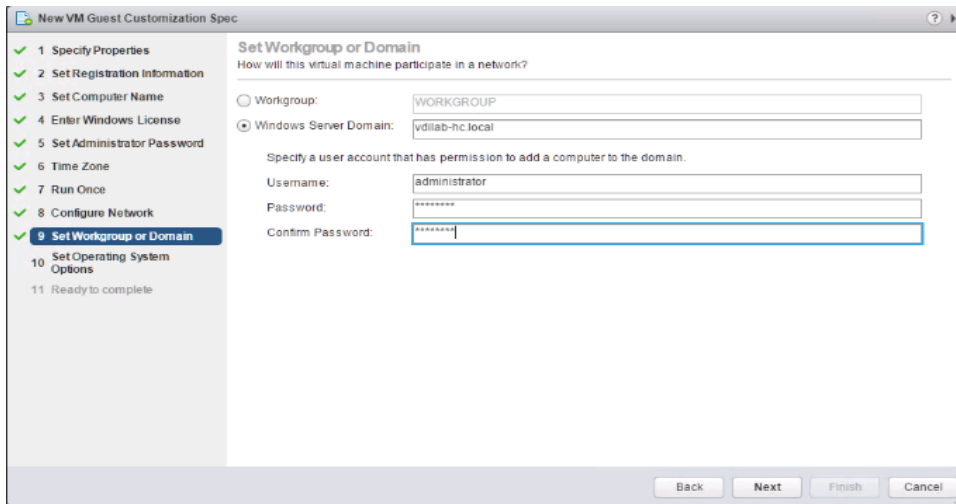 New VM Guest Customization Spec
?
1 Specify Properties
2 Set Registration Information
3 Set Computer Name
4 Enter Windows License
5 Set Administrator Password
6 Time Zone
7 Run Once
8 Configure Network
9 Set Workgroup or Domain
10 Set Operating System
Options
11 Ready to complete
Set Workgroup or Domain
How will this virtual machine participate in a network?
Workgroup: WORKGROUP
Windows Server Domain: vdilab-hc.local
Specify a user account that has permission to add a computer to the domain.
Username: administrator
Password: ********
Confirm Password: ********
Back Next Finish Cancel